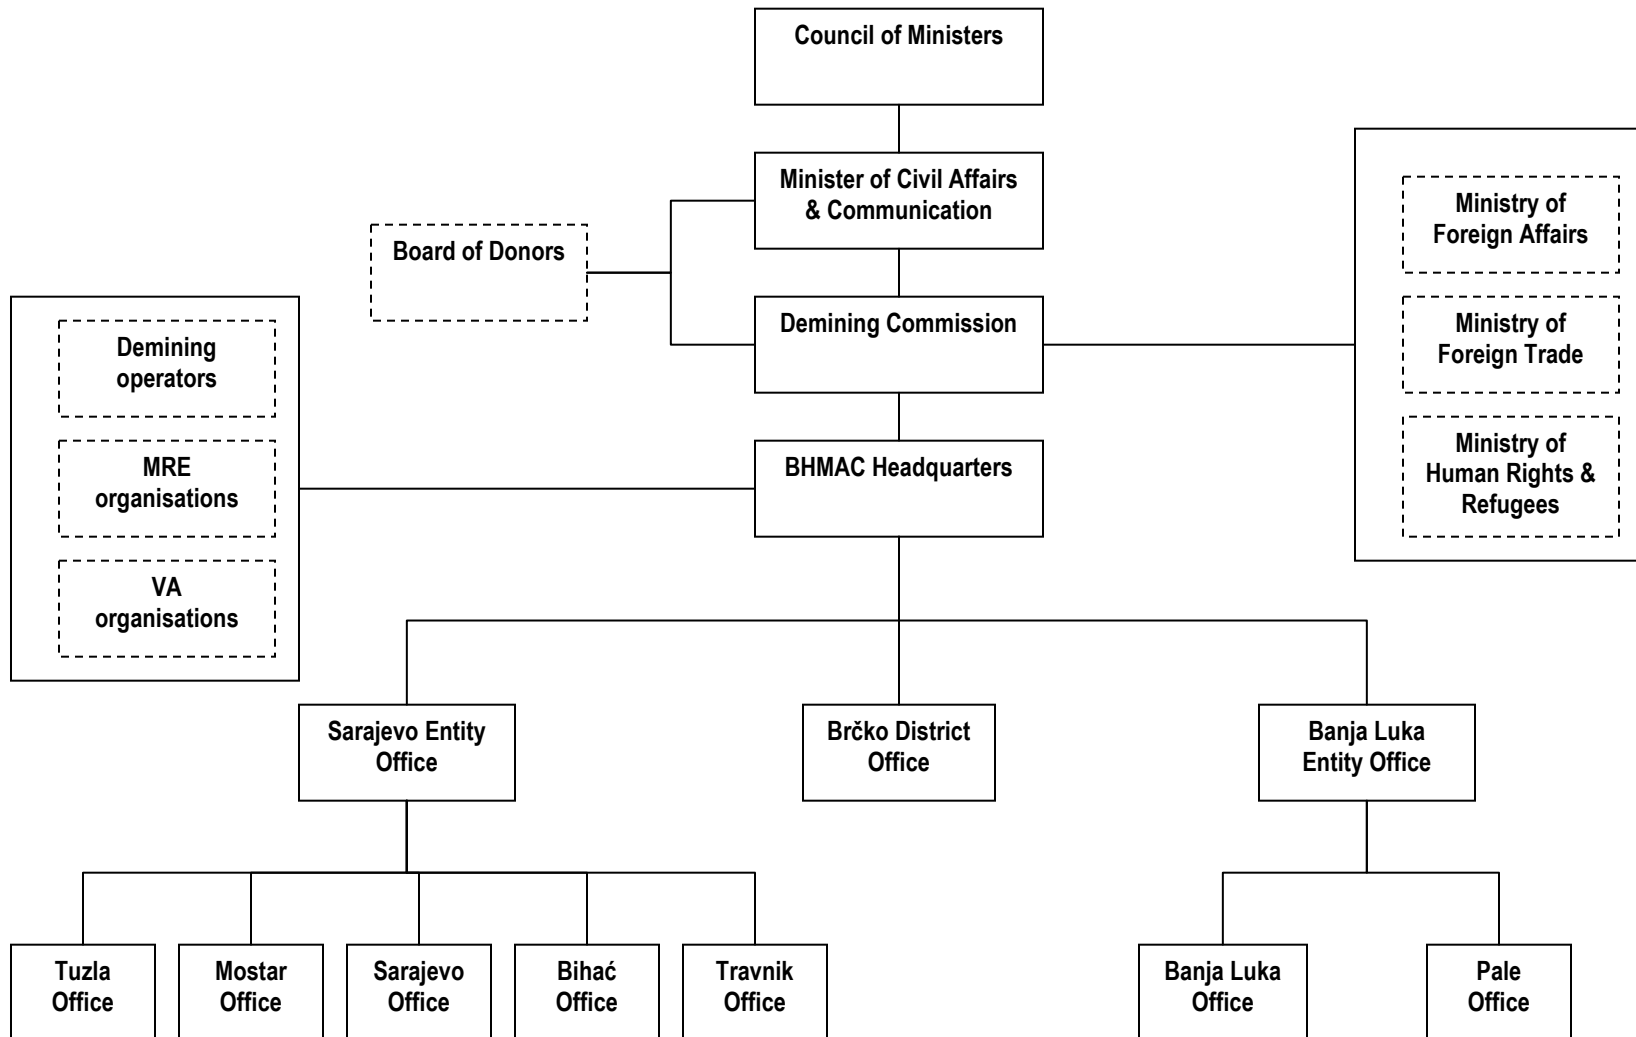 Council of Ministers
Minister of Civil Affairs
& Communication
Board of Donors
Demining Commission
BHMAC Headquarters
Ministry of
Foreign Affairs
Ministry of
Foreign Trade
Ministry of
Human Rights &
Refugees
Demining
operators
MRE
organisations
VA
organisations
Sarajevo Entity
Office
Brčko District
Office
Banja Luka
Entity Office
Tuzla
Office
Mostar
Office
Sarajevo
Office
Bihać
Office
Travnik
Office
Banja Luka
Office
Pale
Office